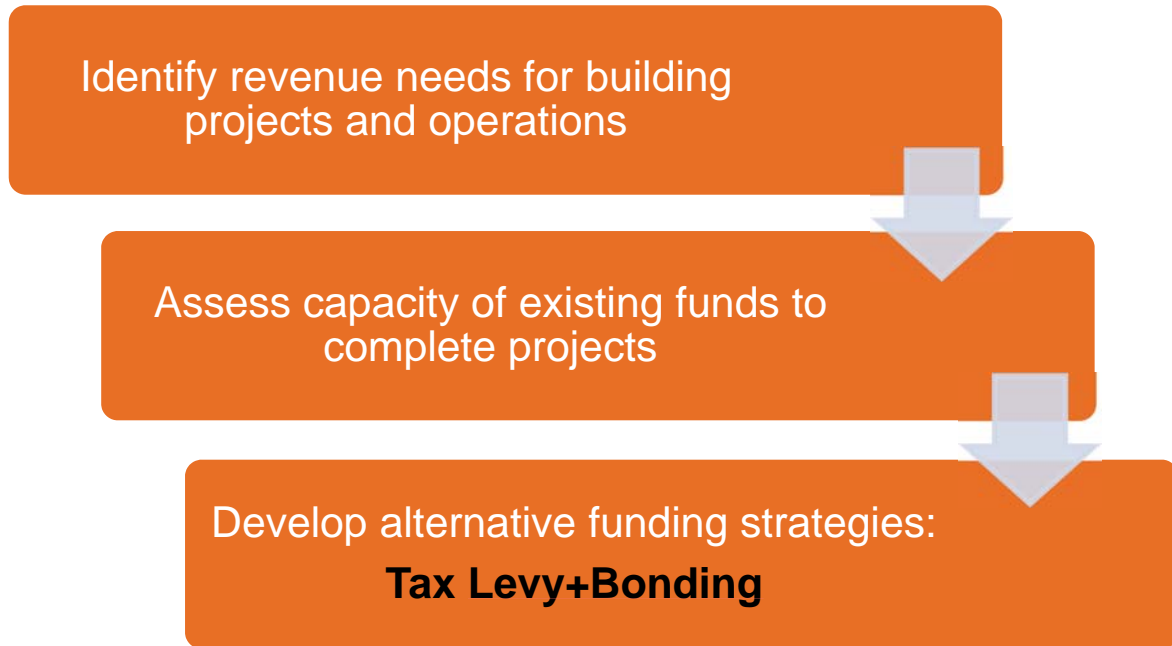 Identify revenue needs for building
projects and operations
Assess capacity of existing funds to
complete projects
Develop alternative funding strategies:
Tax Levy+Bonding